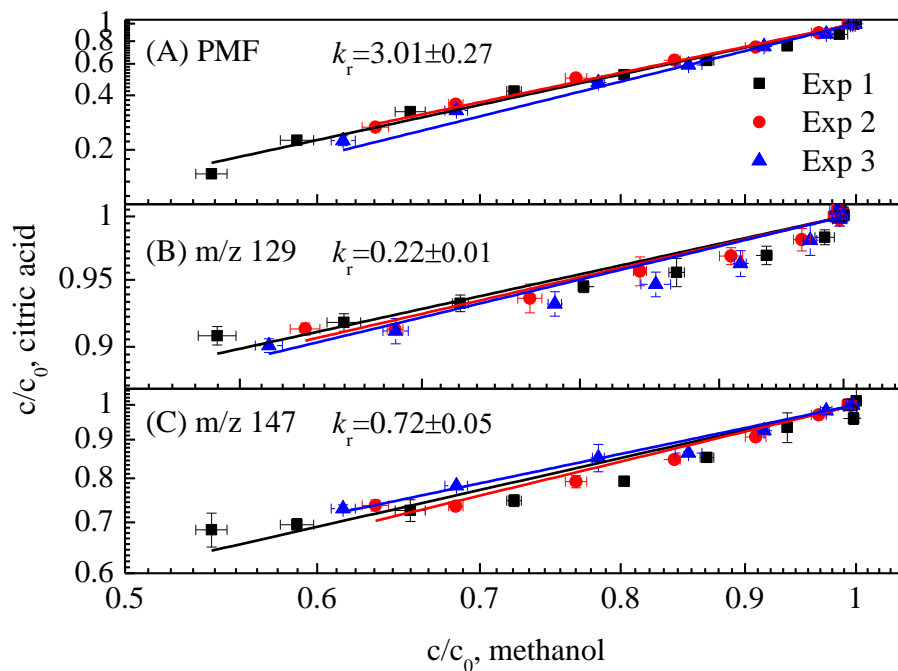 1
0.8
0.6
0.4
0.2
(A) PMF
k_r=3.01±0.27
Exp 1
Exp 2
Exp 3
1
0.95
0.9
(B) m/z 129
k_r=0.22±0.01
1
0.9
0.8
0.7
0.6
(C) m/z 147
k_r=0.72±0.05
c/c_0, citric acid
0.5
0.6
0.7
0.8
0.9
1
c/c_0, methanol